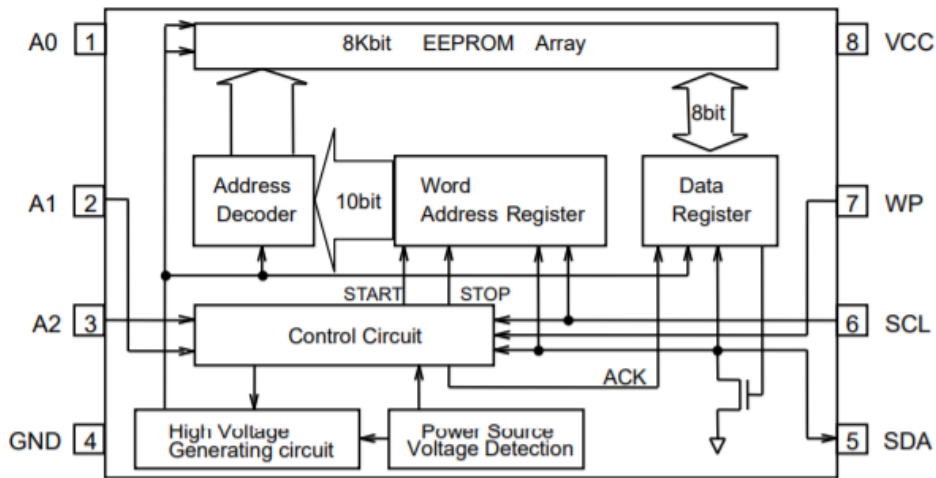 A0 1 8Kbit EEPROM Array 8 VCC
8bit
Address Decoder
10bit
Word Address Register
Data Register
A1 2
7 WP
START STOP
A2 3
Control Circuit
6 SCL
ACK
GND 4
High Voltage
Generating circuit
Power Source
Voltage Detection
5 SDA